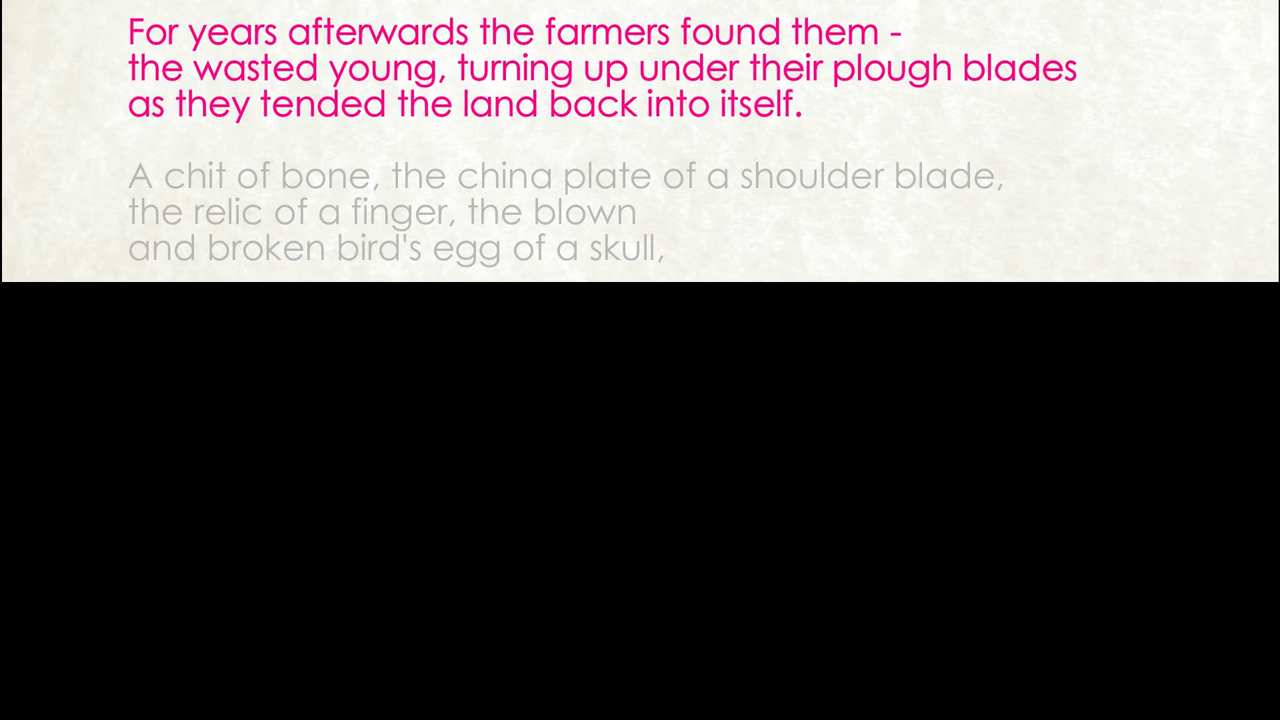 For years afterwards the farmers found them -
the wasted young, turning up under their plough blades
as they tended the land back into itself.
A chit of bone, the china plate of a shoulder blade,
the relic of a finger, the blown
and broken bird's egg of a skull,